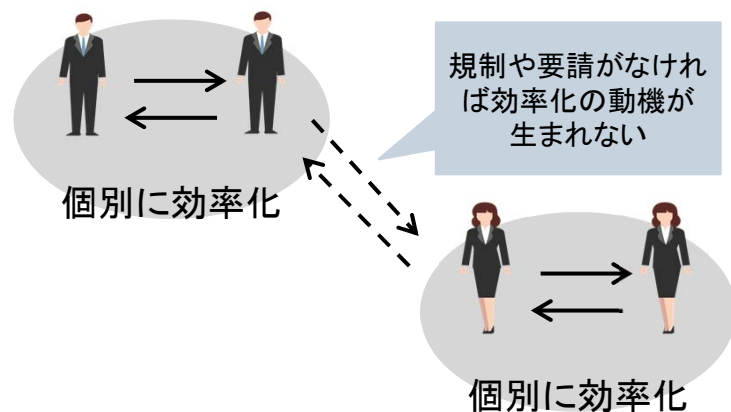 規制や要請がなけれ
ば効率化の動機が
生まれない
個別に効率化
個別に効率化